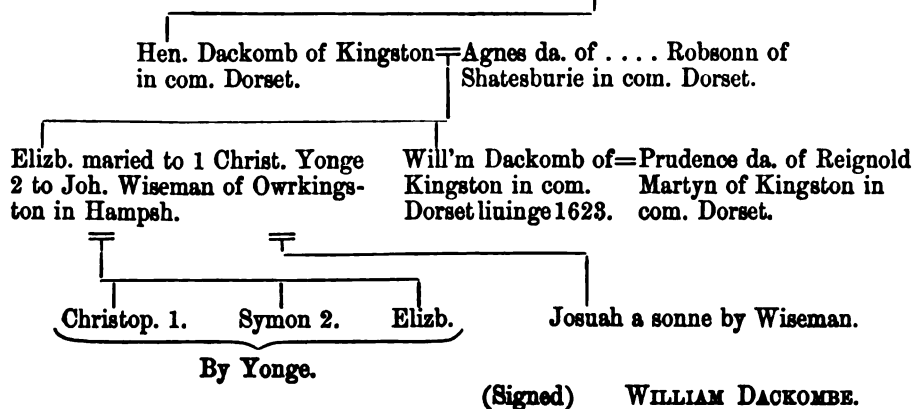 Hen. Dackomb of Kingston=Agnes da. of .... Robsonn of
in com. Dorset. Shatesburie in com. Dorset.
Elizb. maried to 1 Christ. Yonge
2 to Joh. Wiseman of Owrkings-
ton in Hampsh.
Will'm Dackomb of=Prudence da. of Reignold
Kingston in com. Martyn of Kingston in
Dorset liuinge 1623. com. Dorset.
Christop. 1. Symon 2. Elizb.
Josuah a sonne by Wiseman.
By Yonge.
(Signed) WILLIAM DACKOMBE.